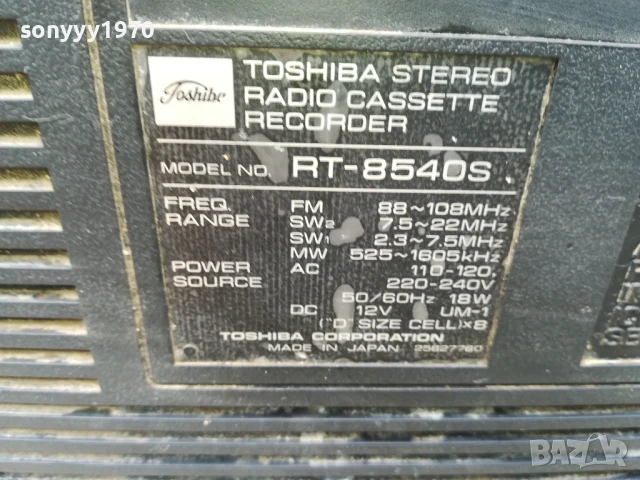 sonyyy1970
Toshiba
TOSHIBA STEREO
RADIO CASSETTE
RECORDER
MODEL NO. RT-8540S
FREQ. FM 88~108MHz
RANGE SW2 7.5~22MHz
SW1 2.3~7.5MHz
MW 525~1605kHz
POWER AC 110-120,
SOURCE 220-240V
50/60Hz 18W
DC 12V UM-1
("D" SIZE CELL)×8
TOSHIBA CORPORATION
MADE IN JAPAN 25827760
BAZAR